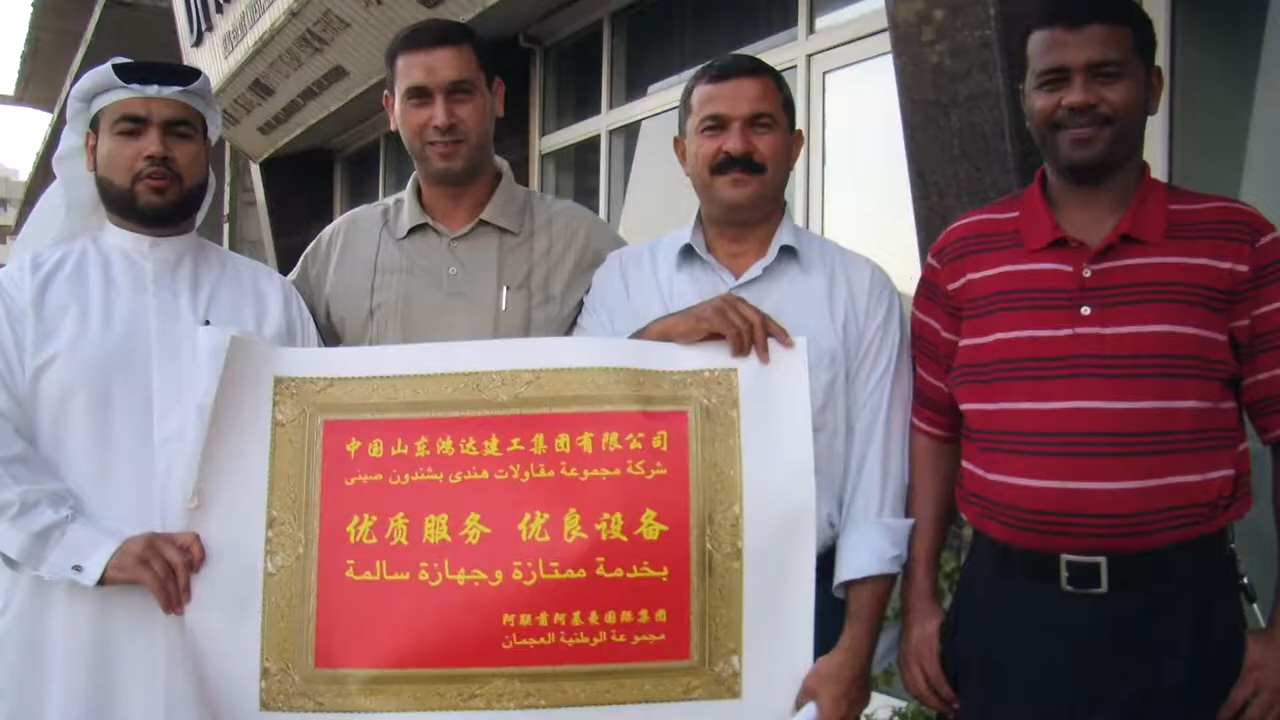 中国山东鸿达建工集团有限公司
شركة مجموعة مقاولات هندى بشندون صينى
优质服务 优良设备
بخدمة ممتازة وجهازة سالمة
阿联酋阿基曼国际集团
مجموعة الوطنية العجمان